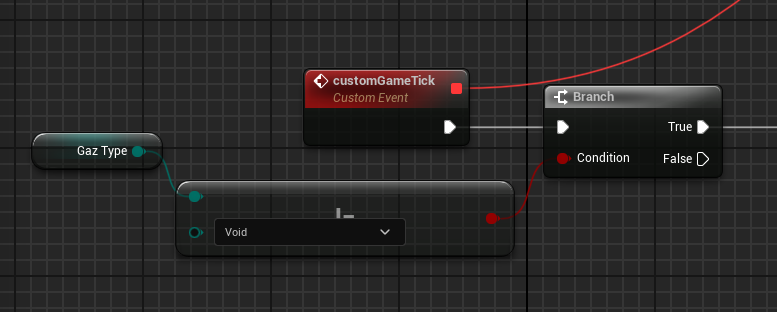 customGameTick
Custom Event
Branch
True
Gaz Type
Condition
False
!=
Void